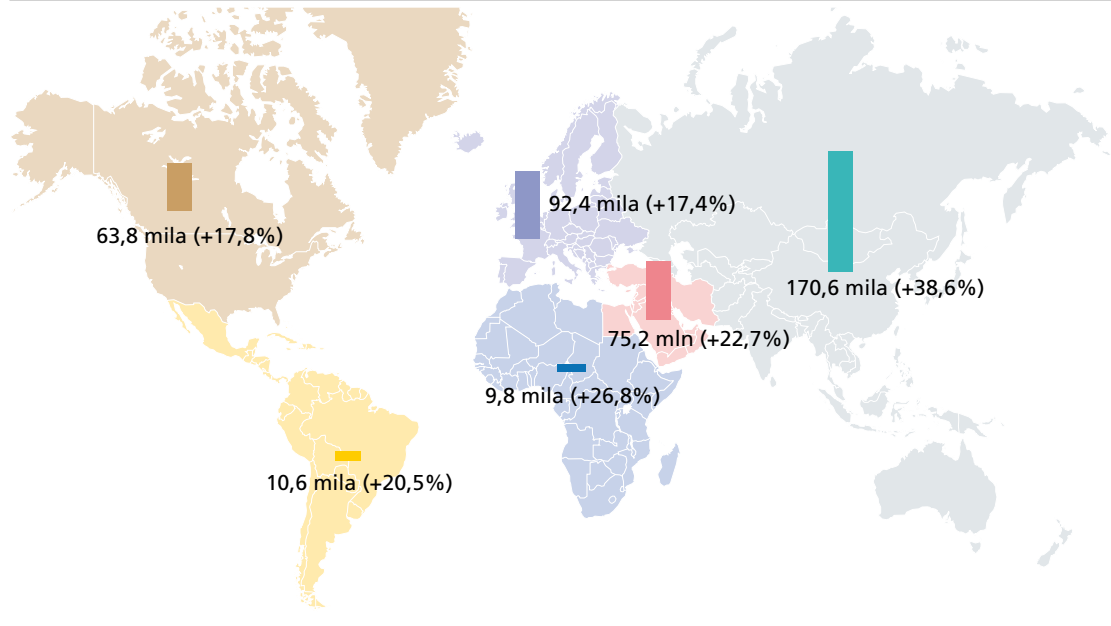 92,4 mila (+17,4%)
63,8 mila (+17,8%)
170,6 mila (+38,6%)
75,2 mln (+22,7%)
9,8 mila (+26,8%)
10,6 mila (+20,5%)